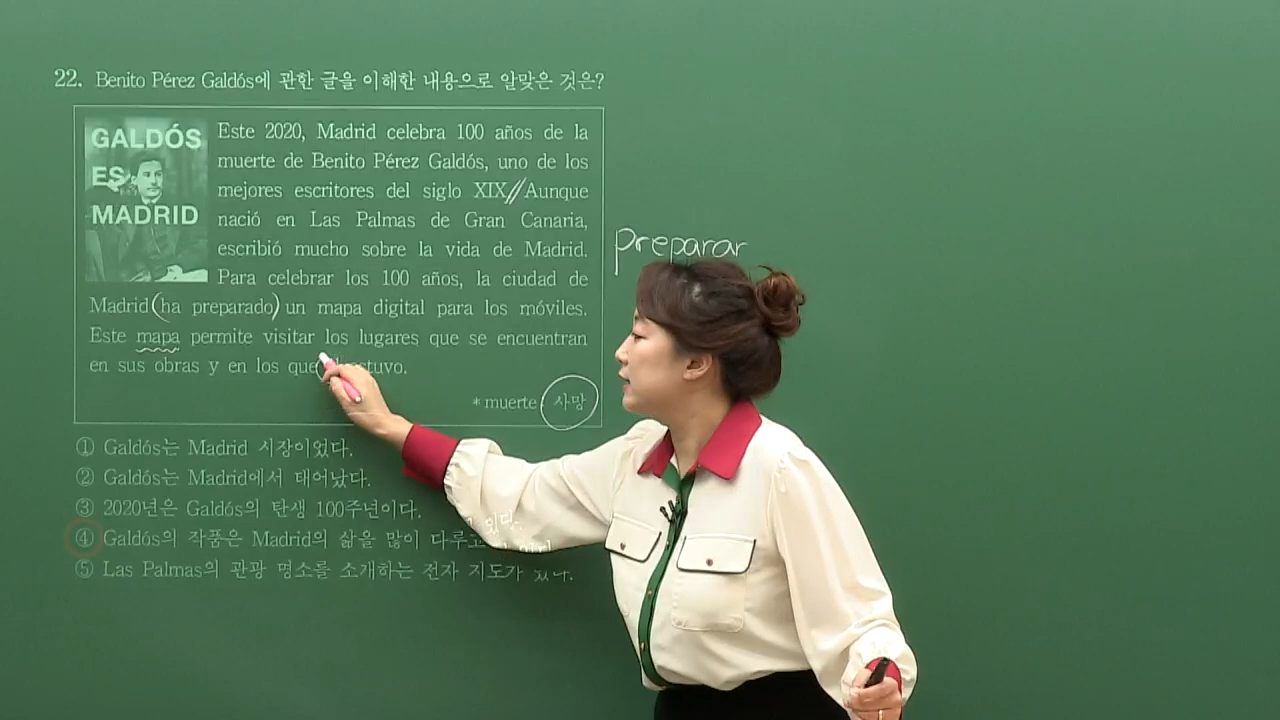 22. Benito Pérez Galdós에 관한 글을 이해한 내용으로 알맞은 것은?
GALDÓS
ES
MADRID
Este 2020, Madrid celebra 100 años de la
muerte de Benito Pérez Galdós, uno de los
mejores escritores del siglo XIX // Aunque
nació en Las Palmas de Gran Canaria,
escribió mucho sobre la vida de Madrid.
Para celebrar los 100 años, la ciudad de
Madrid (ha preparado) un mapa digital para los móviles.
Este mapa permite visitar los lugares que se encuentran
en sus obras y en los que
preparar
* muerte: 사망
① Galdós는 Madrid 시장이었다.
② Galdós는 Madrid에서 태어났다.
③ 2020년은 Galdós의 탄생 100주년이다.
④ Galdós의 작품은 Madrid의 삶을 많이 다루고 있다.
⑤ Las Palmas의 관광 명소를 소개하는 전자 지도가 있다.